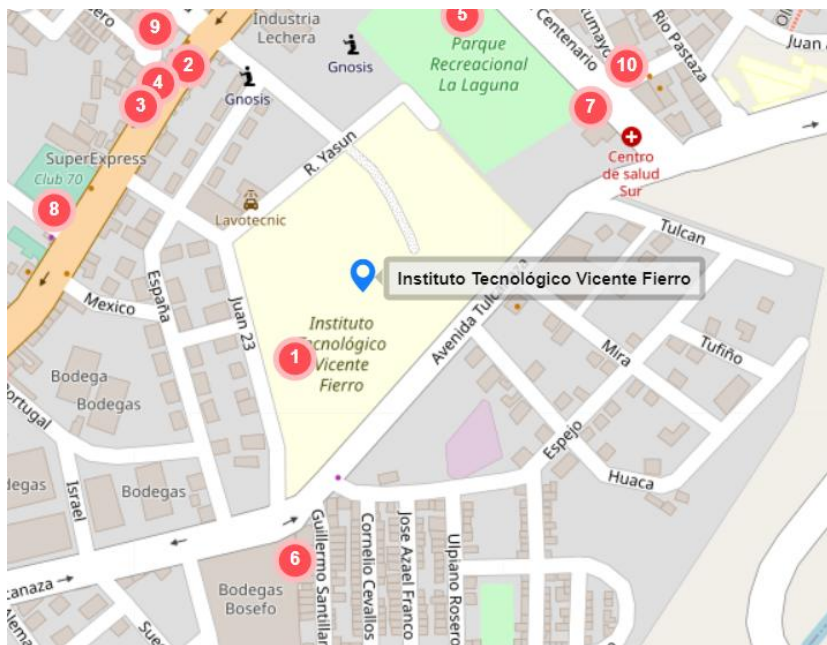 9
Industria
Lechera
5
Centenario
Rio Pastaza
Juan
Parque
Recreacional
La Laguna
Gnosis
Gnosis
2
4
3
10
7
SuperExpress
Club 70
R. Yasun
Centro
de salud
Sur
8
Lavotecnic
Tulcan
España
Mexico
Juan 23
Instituto Tecnológico Vicente Fierro
Avenida
Instituto
Tecnológico
Vicente
Fierro
1
Mira
Tufiño
Bodega
Bodegas
Portugal
Espejo
Huaca
Israel
Bodegas
Guillermo Santillar
Cornelio Cevallos
Jose Azael Franco
Ulpiano Rosero
6
Bodegas
Bosefo